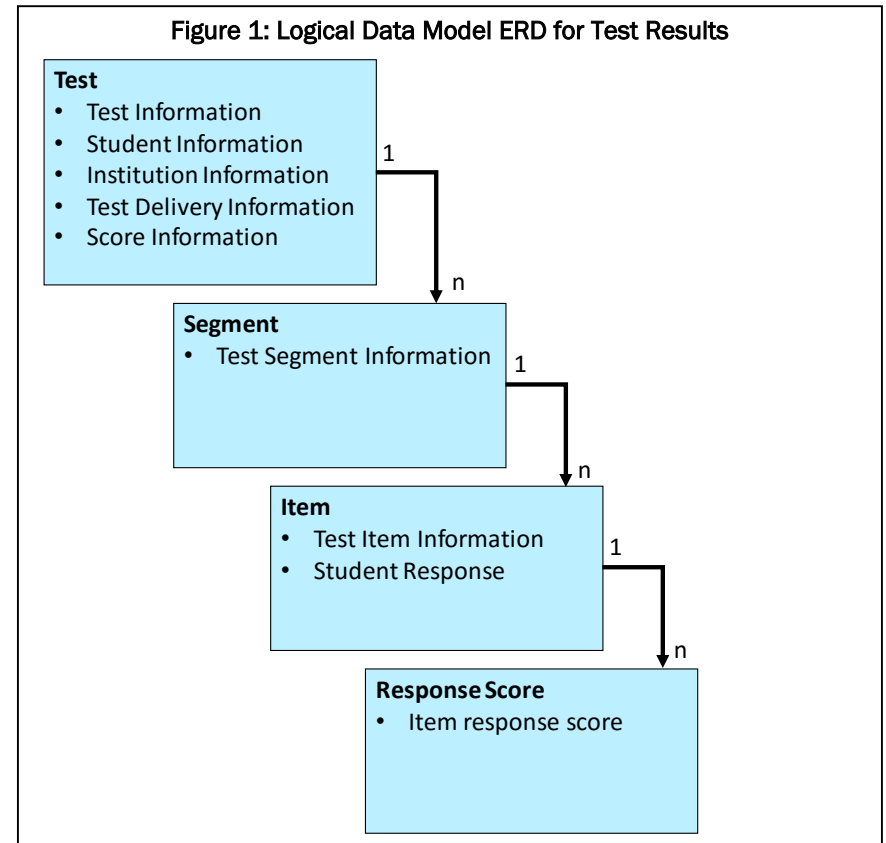 Figure 1: Logical Data Model ERD for Test Results
Test
• Test Information
• Student Information
• Institution Information
• Test Delivery Information
• Score Information
1
n
Segment
• Test Segment Information
1
n
Item
• Test Item Information
• Student Response
1
n
Response Score
• Item response score